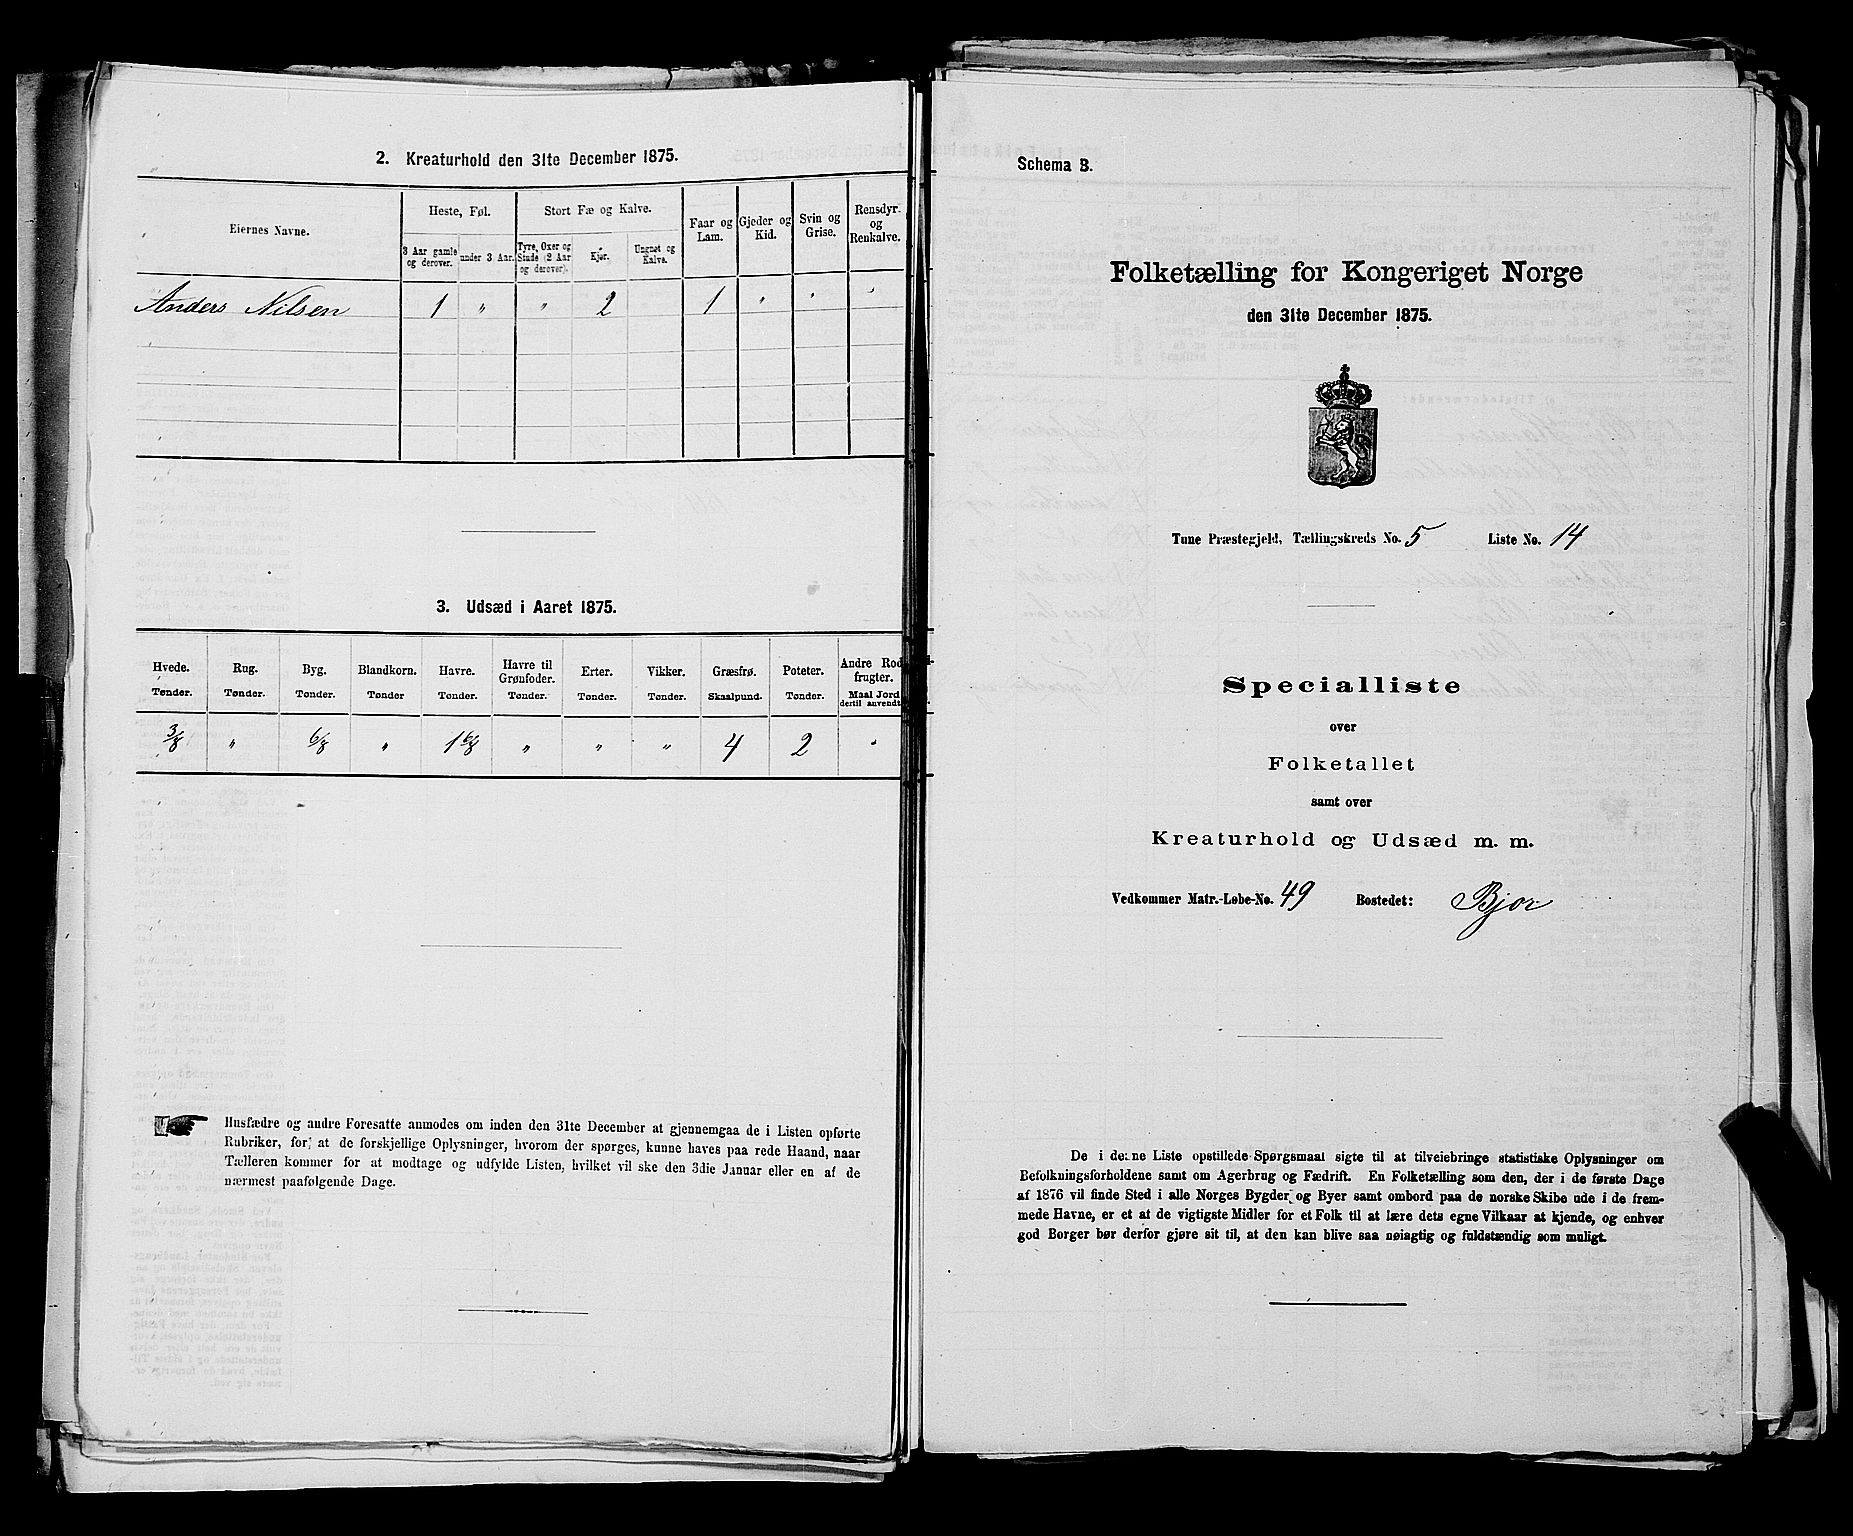 2. Kreaturhold den 31te December 1875.
Eiernes Navne.
Heste, Føl.
Stort Fæ og Kalve.
Faar og Lam.
Gjeder og Kid.
Svin og Grise.
Rensdyr og Renkalve.
3 Aar gamle og derover.
under 3 Aar.
Tyre, Oxer og Stude (2 Aar og derover).
Kjør.
Ungnøt og Kalve.
Anders Nilsen 1 " " 2 1 " " "
3. Udsæd i Aaret 1875.
Hvede. Rug. Byg. Blandkorn. Havre. Havre til Grønfoder. Erter. Vikker. Græsfrø. Poteter. Andre Rodfrugter.
Tønder. Tønder. Tønder. Tønder Tønder. Tønder. Tønder. Tønder. Skaalpund. Tønder. Maal Jord dertil anvendt.
3/8 " 6/8 " 1 6/8 " " " 4 2 "
Husfædre og andre Foresatte anmodes om inden den 31te December at gjennemgaa de i Listen opførte
Rubriker, for at de forskjellige Oplysninger, hvorom der spørges, kunne haves paa rede Haand, naar
Tælleren kommer for at modtage og udfylde Listen, hvilket vil ske den 3die Januar eller en af de
nærmest paafølgende Dage.
Schema B.
Folketælling for Kongeriget Norge
den 31te December 1875.
Tune Præstegjeld, Tællingskreds No. 5 Liste No. 14
Specialliste
over
Folketallet
samt over
Kreaturhold og Udsæd m. m.
Vedkommer Matr.-Løbe-No. 49 Bostedet: Bjor
De i denne Liste opstillede Spørgsmaal sigte til at tilveiebringe statistiske Oplysninger om
Befolkningsforholdene samt om Agerbrug og Fædrift. En Folketælling som den, der i de første Dage
af 1876 vil finde Sted i alle Norges Bygder og Byer samt ombord paa de norske Skibe ude i de frem-
mede Havne, er et at de vigtigste Midler for et Folk til at lære dets egne Vilkaar at kjende, og enhver
god Borger bør derfor gjøre sit til, at den kan blive saa nøiagtig og fuldstændig som muligt.